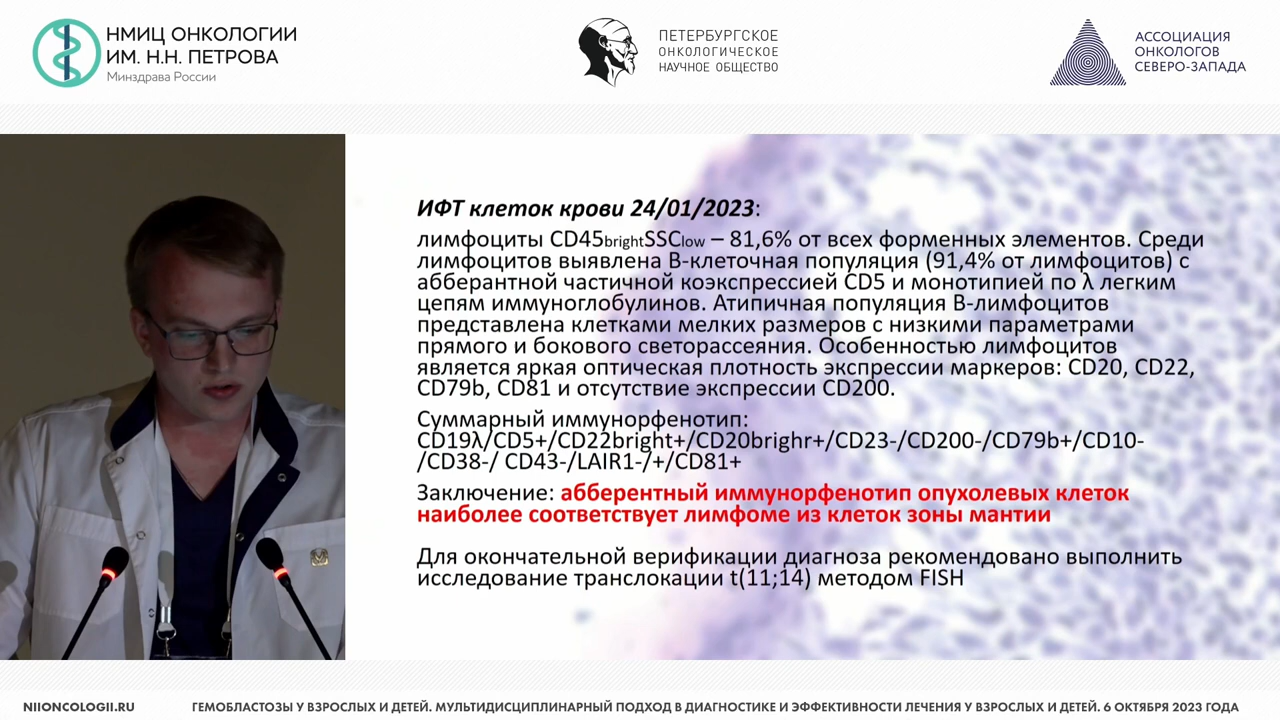 НМИЦ ОНКОЛОГИИ
ИМ. Н.Н. ПЕТРОВА
Минздрава России
ПЕТЕРБУРГСКОЕ
ОНКОЛОГИЧЕСКОЕ
НАУЧНОЕ ОБЩЕСТВО
АССОЦИАЦИЯ
ОНКОЛОГОВ
СЕВЕРО-ЗАПАДА
ИФТ клеток крови 24/01/2023:
лимфоциты CD45brightSSClow – 81,6% от всех форменных элементов. Среди
лимфоцитов выявлена В-клеточная популяция (91,4% от лимфоцитов) с
абберантной частичной коэкспрессией CD5 и монотипией по λ легким
цепям иммуноглобулинов. Атипичная популяция В-лимфоцитов
представлена клетками мелких размеров с низкими параметрами
прямого и бокового светорассеяния. Особенностью лимфоцитов
является яркая оптическая плотность экспрессии маркеров: CD20, CD22,
CD79b, CD81 и отсутствие экспрессии CD200.
Суммарный иммунорфенотип:
CD19λ/CD5+/CD22bright+/CD20brighr+/CD23-/CD200-/CD79b+/CD10-
/CD38-/ CD43-/LAIR1-/+/CD81+
Заключение: абберентный иммунорфенотип опухолевых клеток
наиболее соответствует лимфоме из клеток зоны мантии
Для окончательной верификации диагноза рекомендовано выполнить
исследование транслокации t(11;14) методом FISH
NIIONCOLOGII.RU
ГЕМОБЛАСТОЗЫ У ВЗРОСЛЫХ И ДЕТЕЙ. МУЛЬТИДИСЦИПЛИНАРНЫЙ ПОДХОД В ДИАГНОСТИКЕ И ЭФФЕКТИВНОСТИ ЛЕЧЕНИЯ У ВЗРОСЛЫХ И ДЕТЕЙ. 6 ОКТЯБРЯ 2023 ГОДА